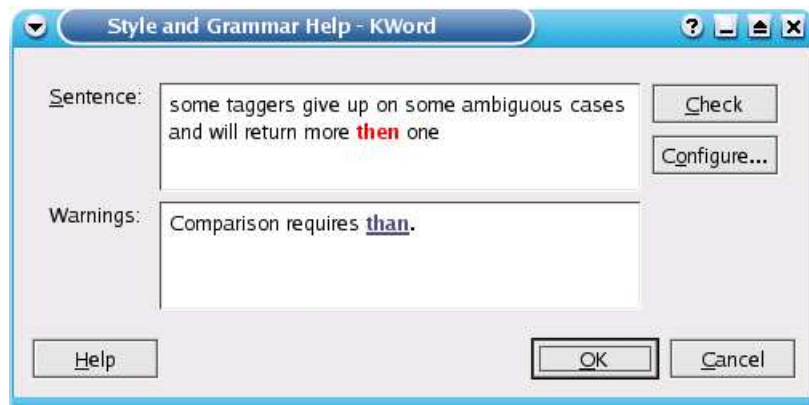 Style and Grammar Help - KWord
Sentence:
some taggers give up on some ambiguous cases
and will return more then one
Check
Configure...
Warnings:
Comparison requires than.
Help
OK
Cancel